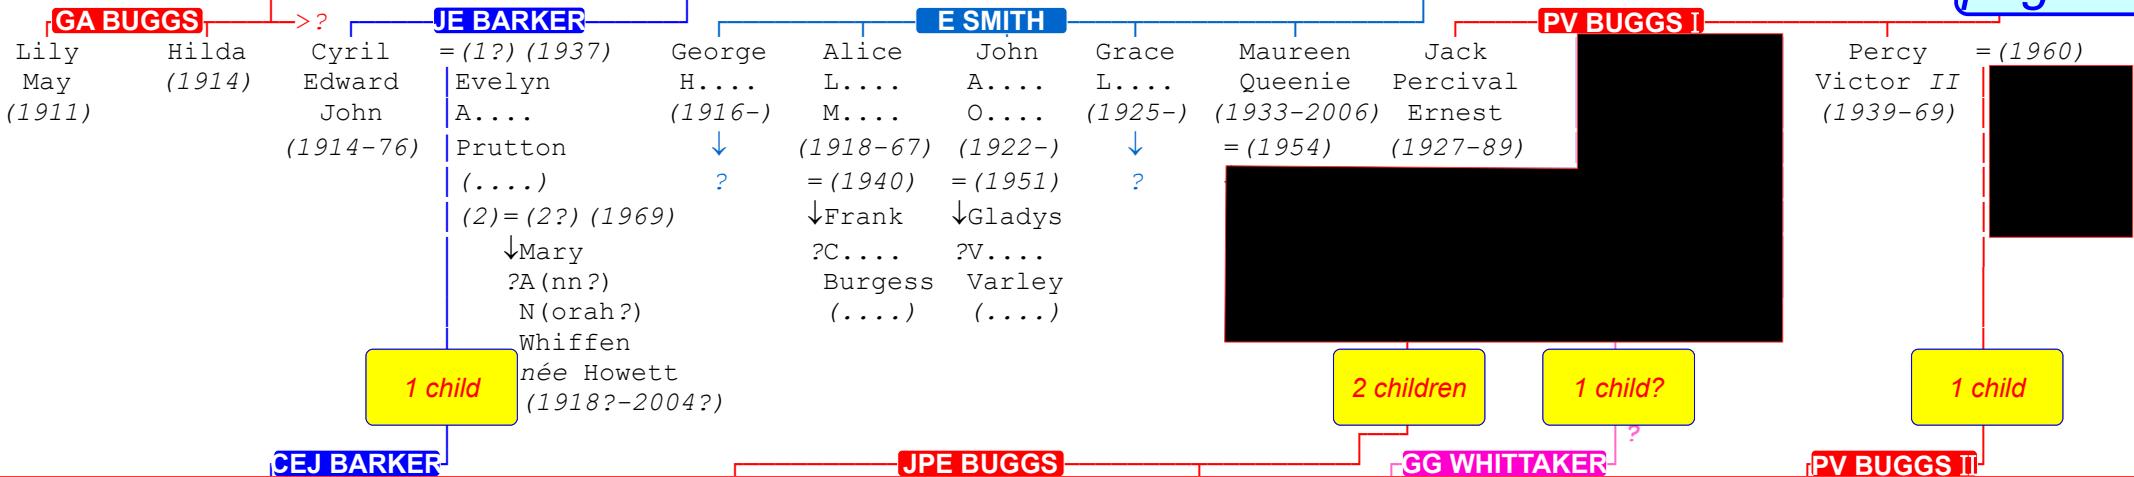 GA BUGGS
>?
JE BARKER
E SMITH
PV BUGGS I
Lily Hilda Cyril =(1?)(1937) George Alice John Grace Maureen Jack Percy =(1960)
May (1914) Edward Evelyn H.... L.... A.... L.... Queenie Percival Victor II
(1911) John A.... (1916-) M.... O.... (1925-) (1933-2006) Ernest (1939-69)
(1914-76) Prutton ↓ (1918-67) (1922-) ↓ =(1954) (1927-89)
(....) ? =(1940) =(1951) ?
(2)=(2?)(1969) ↓Frank ↓Gladys
↓Mary ?C.... ?V....
?A(nn?) Burgess Varley
N(orah?) (....) (....)
Whiffen
née Howett
(1918?-2004?)
1 child 2 children 1 child? 1 child
?
CEJ BARKER JPE BUGGS GG WHITTAKER PV BUGGS II